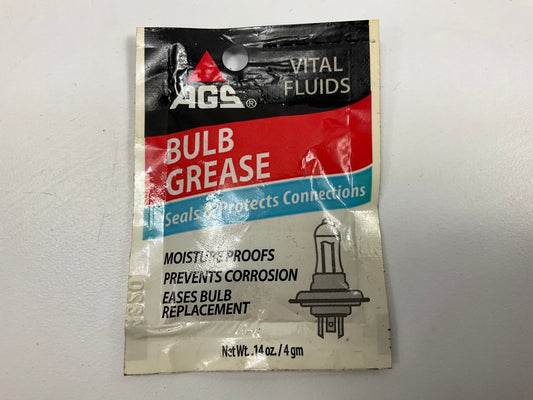 VITAL
FLUIDS
AGS®
BULB
GREASE
Seals & Protects Connections
MOISTURE PROOFS
PREVENTS CORROSION
EASES BULB
REPLACEMENT
Net Wt. .14 oz. / 4 gm